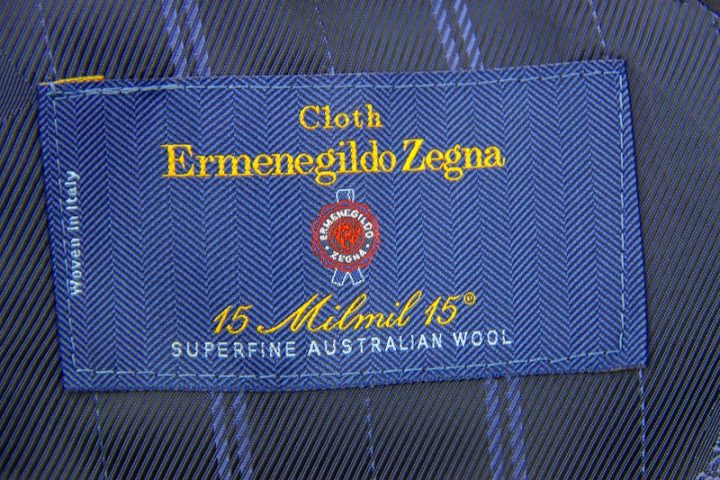 Cloth
Ermenegildo Zegna
Woven in Italy
ERMENEGILDO
ZEGNA
15 Milmil 15®
SUPERFINE AUSTRALIAN WOOL